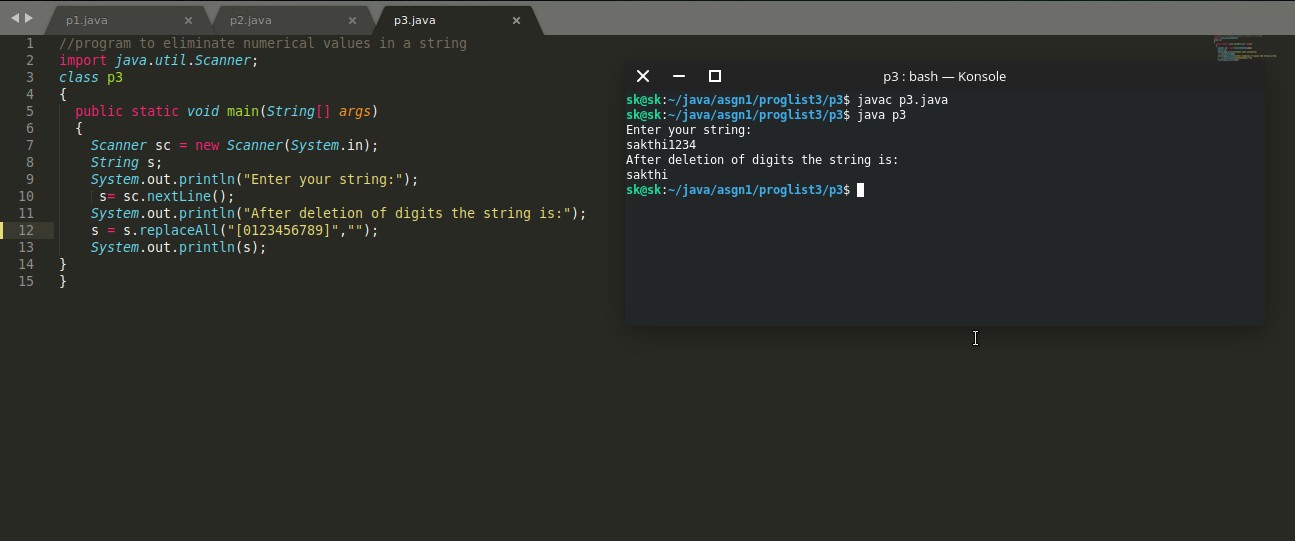 p1.java × p2.java × p3.java ×
1 //program to eliminate numerical values in a string
2 import java.util.Scanner;
3 class p3
4 {
5   public static void main(String[] args)
6   {
7     Scanner sc = new Scanner(System.in);
8     String s;
9     System.out.println("Enter your string:");
10      s= sc.nextLine();
11     System.out.println("After deletion of digits the string is:");
12     s = s.replaceAll("[0123456789]","");
13     System.out.println(s);
14 }
15 }
p3 : bash — Konsole
sk@sk:~/java/asgn1/proglist3/p3$ javac p3.java
sk@sk:~/java/asgn1/proglist3/p3$ java p3
Enter your string:
sakthi1234
After deletion of digits the string is:
sakthi
sk@sk:~/java/asgn1/proglist3/p3$